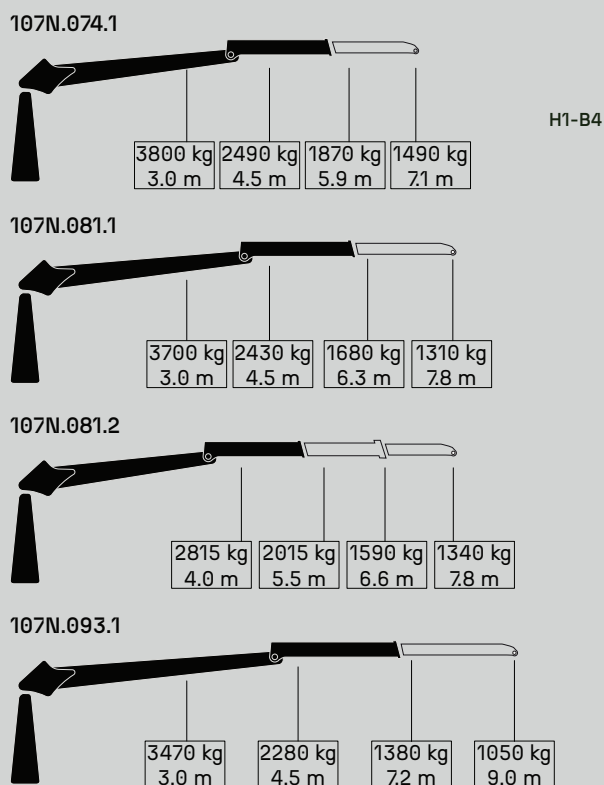 107N.074.1
H1-B4
3800 kg 2490 kg 1870 kg 1490 kg
3.0 m 4.5 m 5.9 m 7.1 m
107N.081.1
3700 kg 2430 kg 1680 kg 1310 kg
3.0 m 4.5 m 6.3 m 7.8 m
107N.081.2
2815 kg 2015 kg 1590 kg 1340 kg
4.0 m 5.5 m 6.6 m 7.8 m
107N.093.1
3470 kg 2280 kg 1380 kg 1050 kg
3.0 m 4.5 m 7.2 m 9.0 m